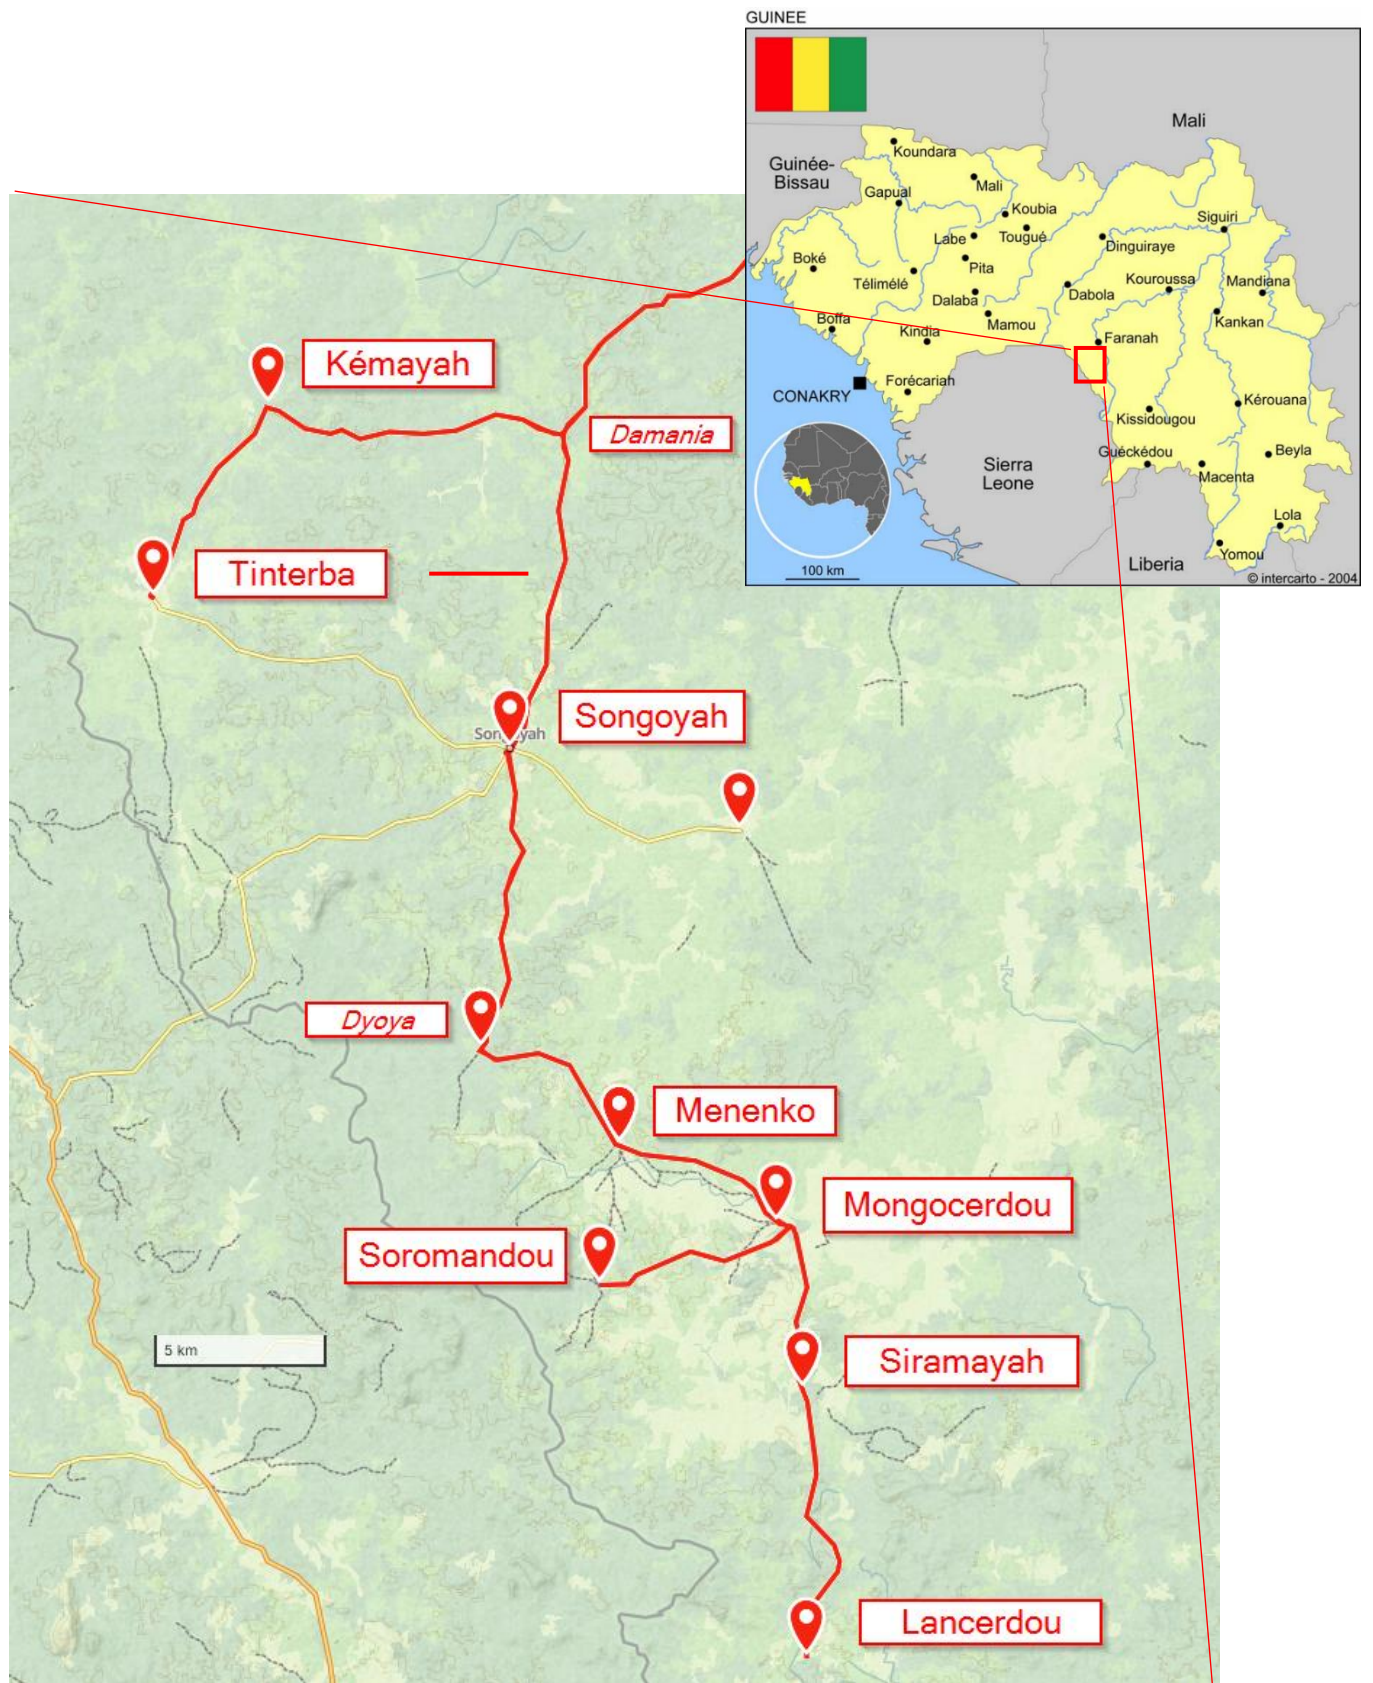 GUINEE
Mali
Koundara
Guinée-
Bissau
Mali
Gapual
Koubia
Siguiri
Labe
Tougué
Dinguiraye
Boké
Pita
Télimélé
Kouroussa
Mandiana
Dabola
Dalaba
Boffa
Kindia
Mamou
Kankan
Faranah
CONAKRY
Forécariah
Kissidougou
Kérouana
Sierra
Leone
Guéckédou
Beyla
Macenta
Lola
Yomou
Liberia
100 km
© intercarto - 2004
Kémayah
Damania
Tinterba
Songoyah
Dyoya
Menenko
Mongocerdou
Soromandou
5 km
Siramayah
Lancerdou